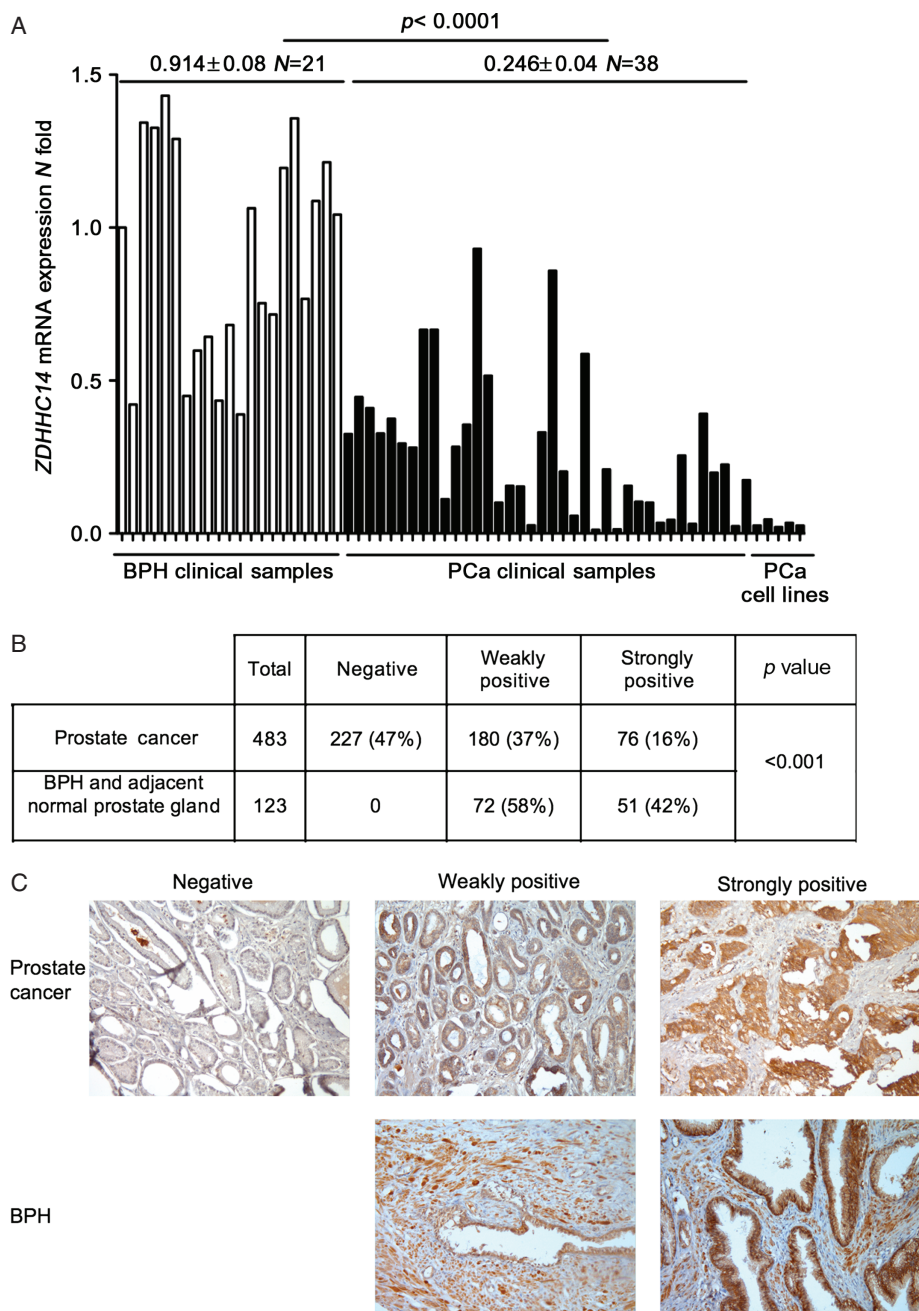 A
p< 0.0001
0.914±0.08 N=21
0.246±0.04 N=38
ZDHHC14 mRNA expression N fold
1.5
1.0
0.5
0.0
BPH clinical samples
PCa clinical samples
PCa
cell lines
B
Total
Negative
Weakly
positive
Strongly
positive
p value
Prostate cancer
483
227 (47%)
180 (37%)
76 (16%)
<0.001
BPH and adjacent
normal prostate gland
123
0
72 (58%)
51 (42%)
C
Negative
Weakly positive
Strongly positive
Prostate
cancer
BPH